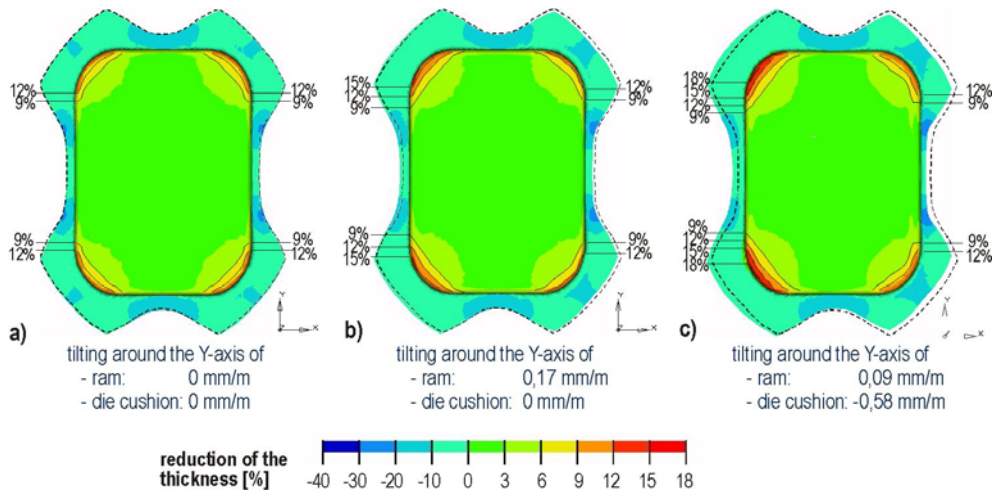 a)
12%
9%
9%
12%
12%
9%
9%
12%
Y
Z
X
tilting around the Y-axis of
- ram: 0 mm/m
- die cushion: 0 mm/m
b)
15%
12%
9%
9%
12%
15%
12%
9%
9%
12%
Y
Z
X
tilting around the Y-axis of
- ram: 0,17 mm/m
- die cushion: 0 mm/m
c)
18%
15%
12%
9%
9%
12%
15%
18%
12%
9%
9%
12%
Y
X
tilting around the Y-axis of
- ram: 0,09 mm/m
- die cushion: -0,58 mm/m
reduction of the
thickness [%]
-40 -30 -20 -10 0 3 6 9 12 15 18